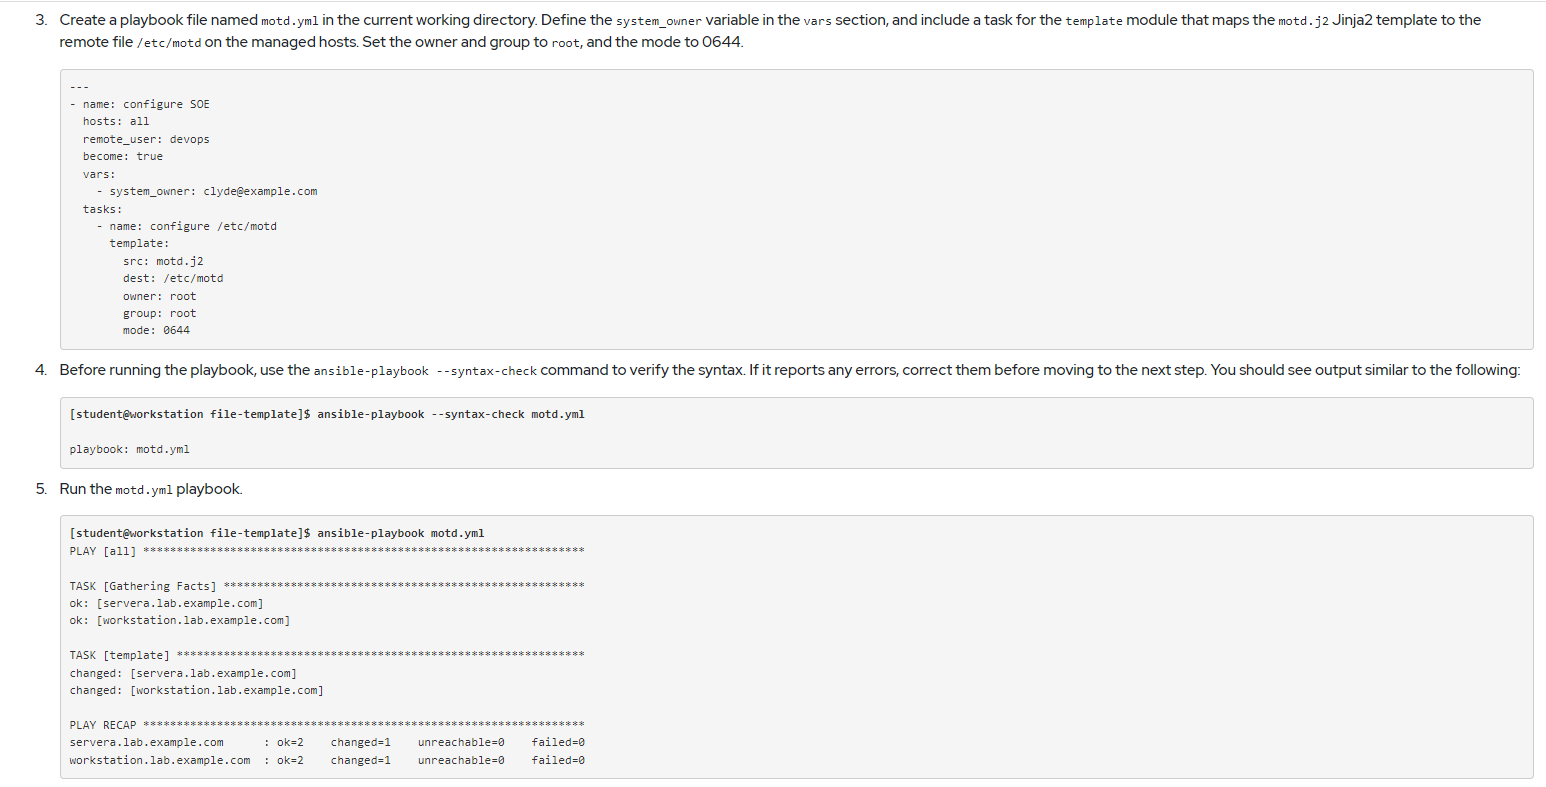 3. Create a playbook file named motd.yml in the current working directory. Define the system_owner variable in the vars section, and include a task for the template module that maps the motd.j2 Jinja2 template to the
remote file /etc/motd on the managed hosts. Set the owner and group to root, and the mode to 0644.
---
- name: configure SOE
  hosts: all
  remote_user: devops
  become: true
  vars:
    - system_owner: clyde@example.com
  tasks:
    - name: configure /etc/motd
      template:
        src: motd.j2
        dest: /etc/motd
        owner: root
        group: root
        mode: 0644
4. Before running the playbook, use the ansible-playbook --syntax-check command to verify the syntax. If it reports any errors, correct them before moving to the next step. You should see output similar to the following:
[student@workstation file-template]$ ansible-playbook --syntax-check motd.yml
playbook: motd.yml
5. Run the motd.yml playbook.
[student@workstation file-template]$ ansible-playbook motd.yml
PLAY [all] ******************************************************************
TASK [Gathering Facts] ******************************************************
ok: [servera.lab.example.com]
ok: [workstation.lab.example.com]
TASK [template] *************************************************************
changed: [servera.lab.example.com]
changed: [workstation.lab.example.com]
PLAY RECAP ******************************************************************
servera.lab.example.com      : ok=2    changed=1    unreachable=0    failed=0
workstation.lab.example.com  : ok=2    changed=1    unreachable=0    failed=0